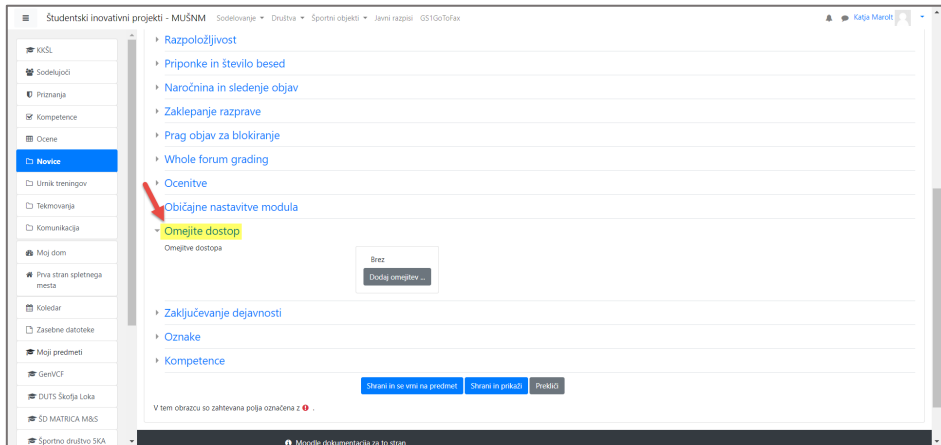 Študentski inovativni projekti - MUŠNM Sodelovanje Društva Športni objekti Javni razpisi GS1GoToFax Katja Marolt
KKŠL
Sodelujoči
Priznanja
Kompetence
Ocene
Novice
Urnik treningov
Tekmovanja
Komunikacija
Moj dom
Prva stran spletnega
mesta
Koledar
Zasebne datoteke
Moji predmeti
GenVCF
DUTS Škofja Loka
ŠD MATRICA M&S
Športno društvo 5KA
Razpoložljivost
Priponke in število besed
Naročnina in sledenje objav
Zaklepanje razprave
Prag objav za blokiranje
Whole forum grading
Ocenitve
Običajne nastavitve modula
Omejite dostop
Omejitve dostopa
Brez
Dodaj omejitev ...
Zaključevanje dejavnosti
Oznake
Kompetence
Shrani in se vrni na predmet Shrani in prikaži Prekliči
V tem obrazcu so zahtevana polja označena z .
Moodle dokumentacija za to stran